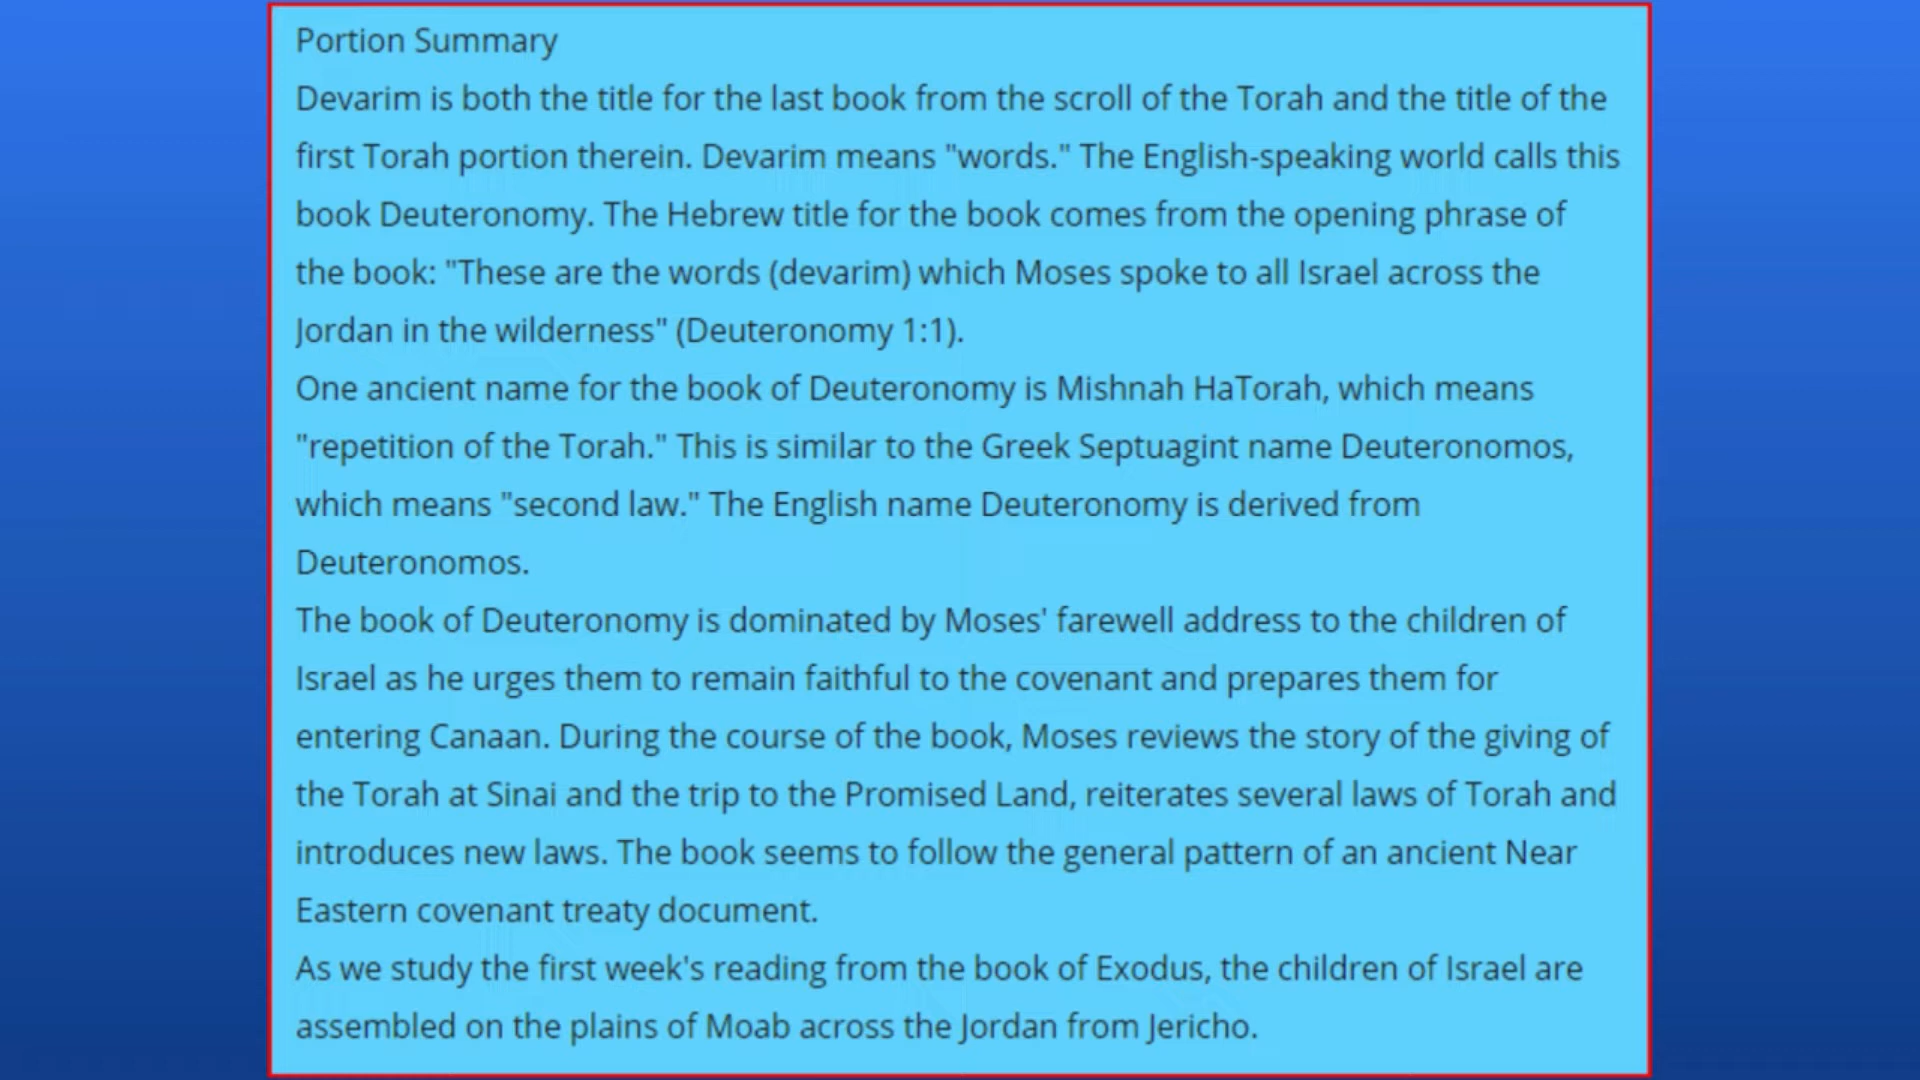 Portion Summary
Devarim is both the title for the last book from the scroll of the Torah and the title of the
first Torah portion therein. Devarim means "words." The English-speaking world calls this
book Deuteronomy. The Hebrew title for the book comes from the opening phrase of
the book: "These are the words (devarim) which Moses spoke to all Israel across the
Jordan in the wilderness" (Deuteronomy 1:1).
One ancient name for the book of Deuteronomy is Mishnah HaTorah, which means
"repetition of the Torah." This is similar to the Greek Septuagint name Deuteronomos,
which means "second law." The English name Deuteronomy is derived from
Deuteronomos.
The book of Deuteronomy is dominated by Moses' farewell address to the children of
Israel as he urges them to remain faithful to the covenant and prepares them for
entering Canaan. During the course of the book, Moses reviews the story of the giving of
the Torah at Sinai and the trip to the Promised Land, reiterates several laws of Torah and
introduces new laws. The book seems to follow the general pattern of an ancient Near
Eastern covenant treaty document.
As we study the first week's reading from the book of Exodus, the children of Israel are
assembled on the plains of Moab across the Jordan from Jericho.